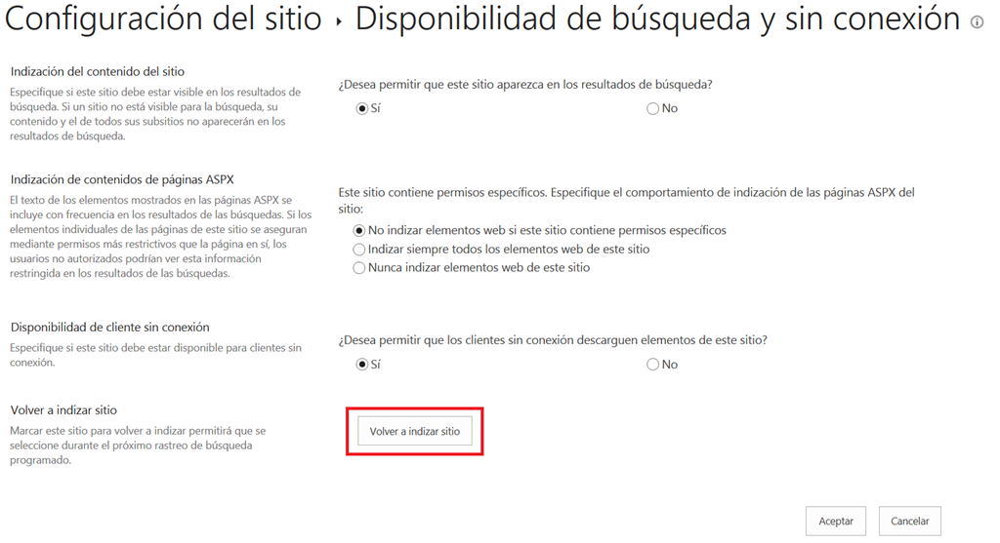 Configuración del sitio ▸ Disponibilidad de búsqueda y sin conexión
Indización del contenido del sitio
Especifique si este sitio debe estar visible en los resultados de
búsqueda. Si un sitio no está visible para la búsqueda, su
contenido y el de todos sus subsitios no aparecerán en los
resultados de búsqueda.
¿Desea permitir que este sitio aparezca en los resultados de búsqueda?
Sí
No
Indización de contenidos de páginas ASPX
El texto de los elementos mostrados en las páginas ASPX se
incluye con frecuencia en los resultados de las búsquedas. Si los
elementos individuales de las páginas de este sitio se aseguran
mediante permisos más restrictivos que la página en sí, los
usuarios no autorizados podrían ver esta información
restringida en los resultados de las búsquedas.
Este sitio contiene permisos específicos. Especifique el comportamiento de indización de las páginas ASPX del
sitio:
No indizar elementos web si este sitio contiene permisos específicos
Indizar siempre todos los elementos web de este sitio
Nunca indizar elementos web de este sitio
Disponibilidad de cliente sin conexión
Especifique si este sitio debe estar disponible para clientes sin
conexión.
¿Desea permitir que los clientes sin conexión descarguen elementos de este sitio?
Sí
No
Volver a indizar sitio
Marcar este sitio para volver a indizar permitirá que se
seleccione durante el próximo rastreo de búsqueda
programado.
Volver a indizar sitio
Aceptar
Cancelar